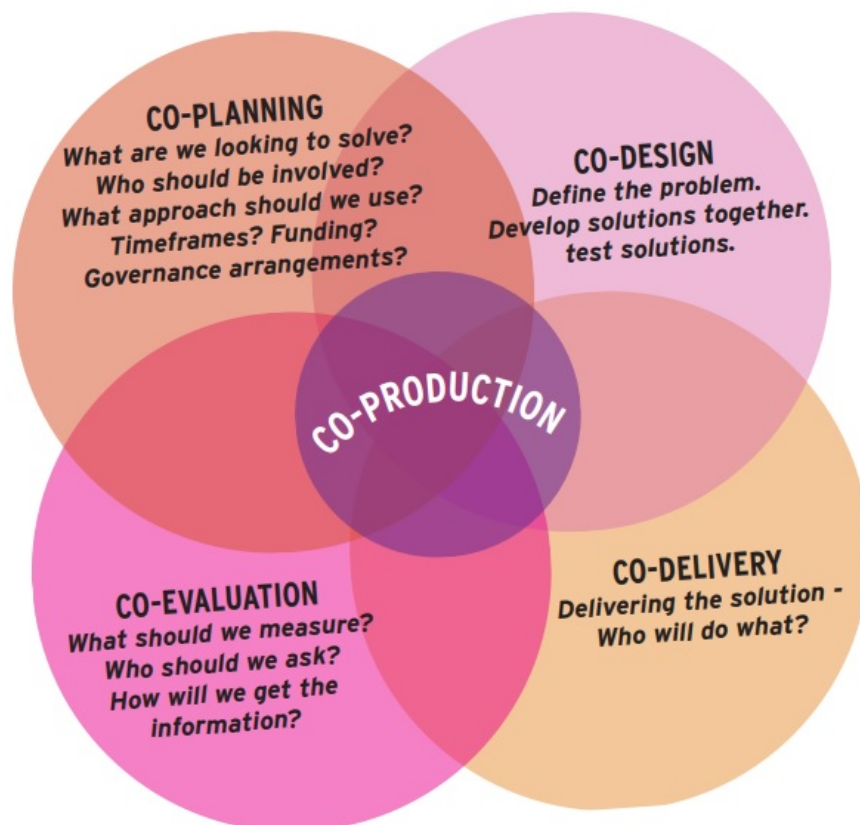 CO-PLANNING
What are we looking to solve?
Who should be involved?
What approach should we use?
Timeframes? Funding?
Governance arrangements?
CO-DESIGN
Define the problem.
Develop solutions together.
test solutions.
CO-PRODUCTION
CO-EVALUATION
What should we measure?
Who should we ask?
How will we get the
information?
CO-DELIVERY
Delivering the solution -
Who will do what?